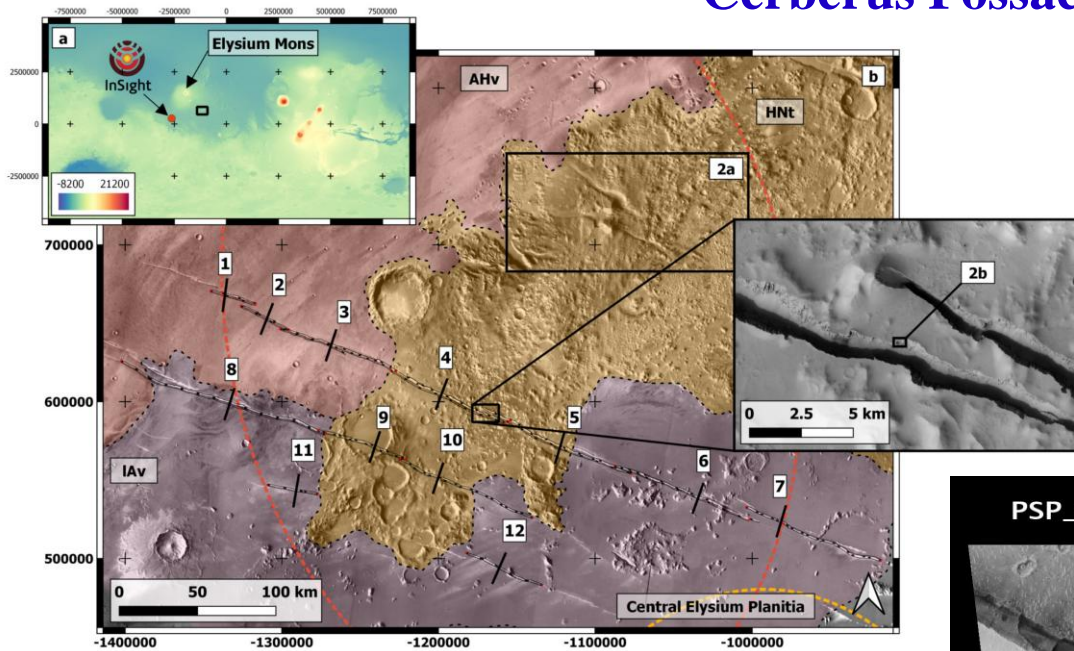 Cerberus Fossae
-7500000 -5000000 -2500000 0 2500000 5000000 7500000
a
Elysium Mons
InSight
2500000
0
-2500000
-8200 21200
AHv
b
HNt
2a
700000
1
2
3
2b
8
4
0 2.5 5 km
600000
9
5
10
11
6
lAv
7
12
500000
0 50 100 km
Central Elysium Planitia
-1400000 -1300000 -1200000 -1100000 -1000000
PSP_